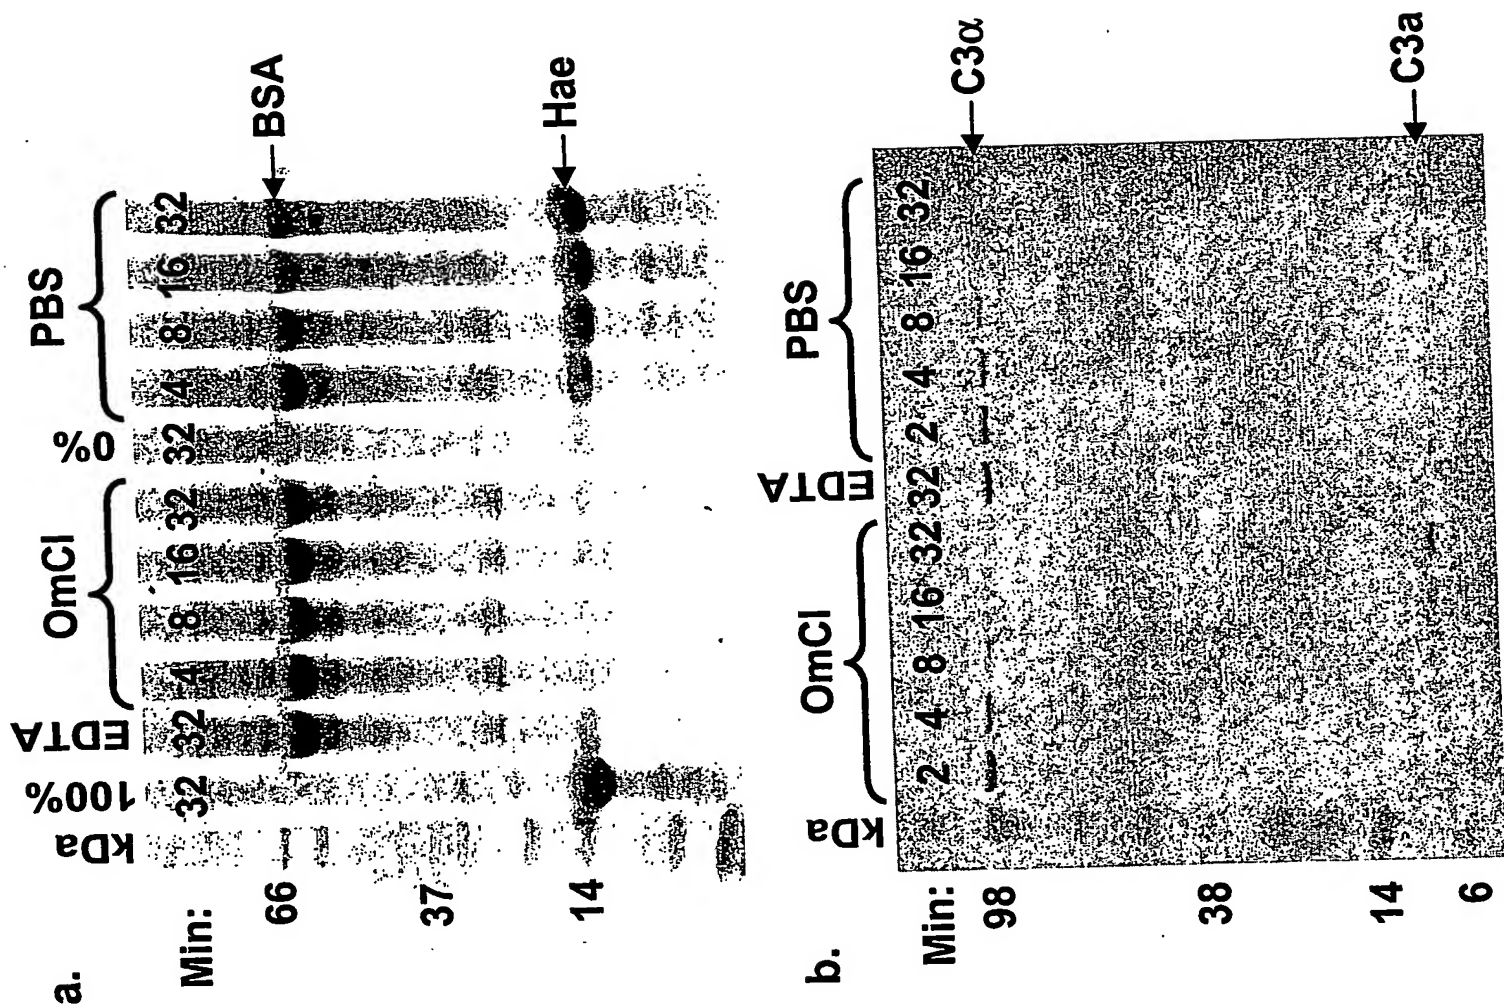 a.
kDa 100% EDTA OmCI 0% PBS
Min: 32 32 4 8 16 32 32 4 8 16 32
66
BSA
37
14
Hae
b.
kDa OmCI EDTA PBS
Min: 2 4 8 16 32 32 2 4 8 16 32
98
C3α
38
14
C3a
6